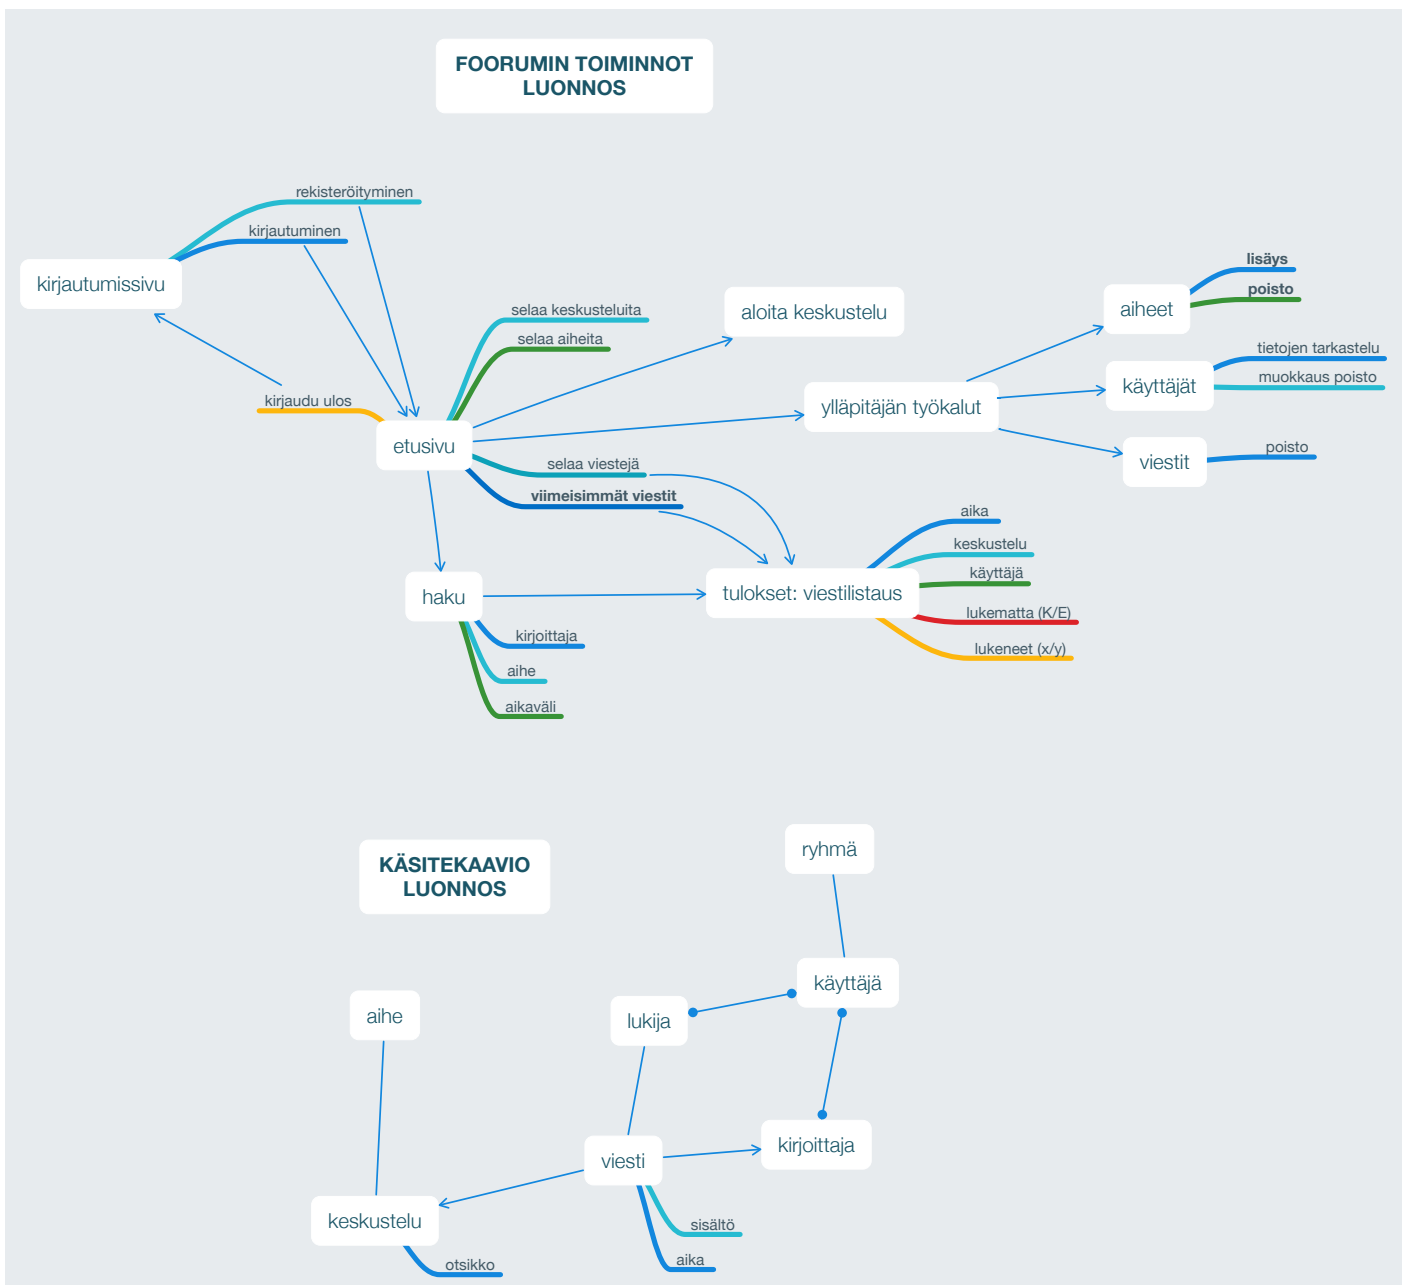 FOORUMIN TOIMINNOT
LUONNOS
rekisteröityminen
kirjautuminen
kirjautumissivu
kirjaudu ulos
etusivu
selaa keskusteluita
selaa aiheita
aloita keskustelu
ylläpitäjän työkalut
aiheet
lisäys
poisto
käyttäjät
tietojen tarkastelu
muokkaus poisto
viestit
poisto
selaa viestejä
viimeisimmät viestit
haku
kirjoittaja
aihe
aikaväli
tulokset: viestilistaus
aika
keskustelu
käyttäjä
lukematta (K/E)
lukeneet (x/y)
KÄSITEKAAVIO
LUONNOS
ryhmä
käyttäjä
aihe
lukija
kirjoittaja
viesti
keskustelu
sisältö
aika
otsikko